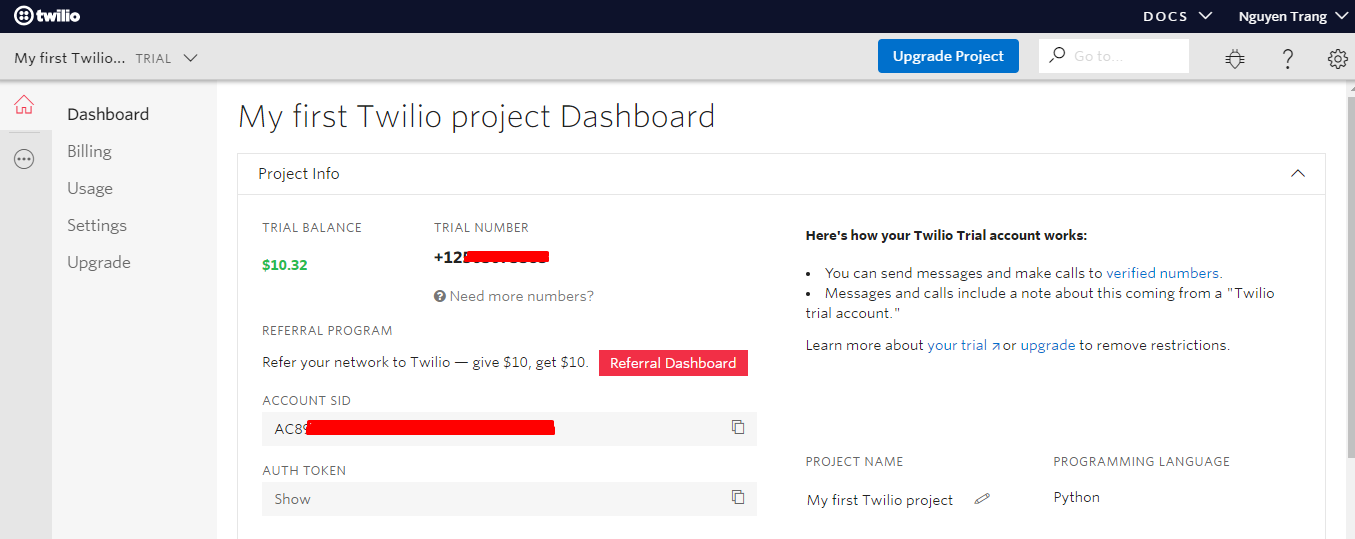 twilio
DOCS
Nguyen Trang
My first Twilio... TRIAL
Upgrade Project
Go to...
Dashboard
Billing
Usage
Settings
Upgrade
My first Twilio project Dashboard
Project Info
TRIAL BALANCE
$10.32
TRIAL NUMBER
+12
Need more numbers?
REFERRAL PROGRAM
Refer your network to Twilio — give $10, get $10.
Referral Dashboard
ACCOUNT SID
AC89
AUTH TOKEN
Show
Here's how your Twilio Trial account works:
• You can send messages and make calls to verified numbers.
• Messages and calls include a note about this coming from a "Twilio
trial account."
Learn more about your trial or upgrade to remove restrictions.
PROJECT NAME
My first Twilio project
PROGRAMMING LANGUAGE
Python